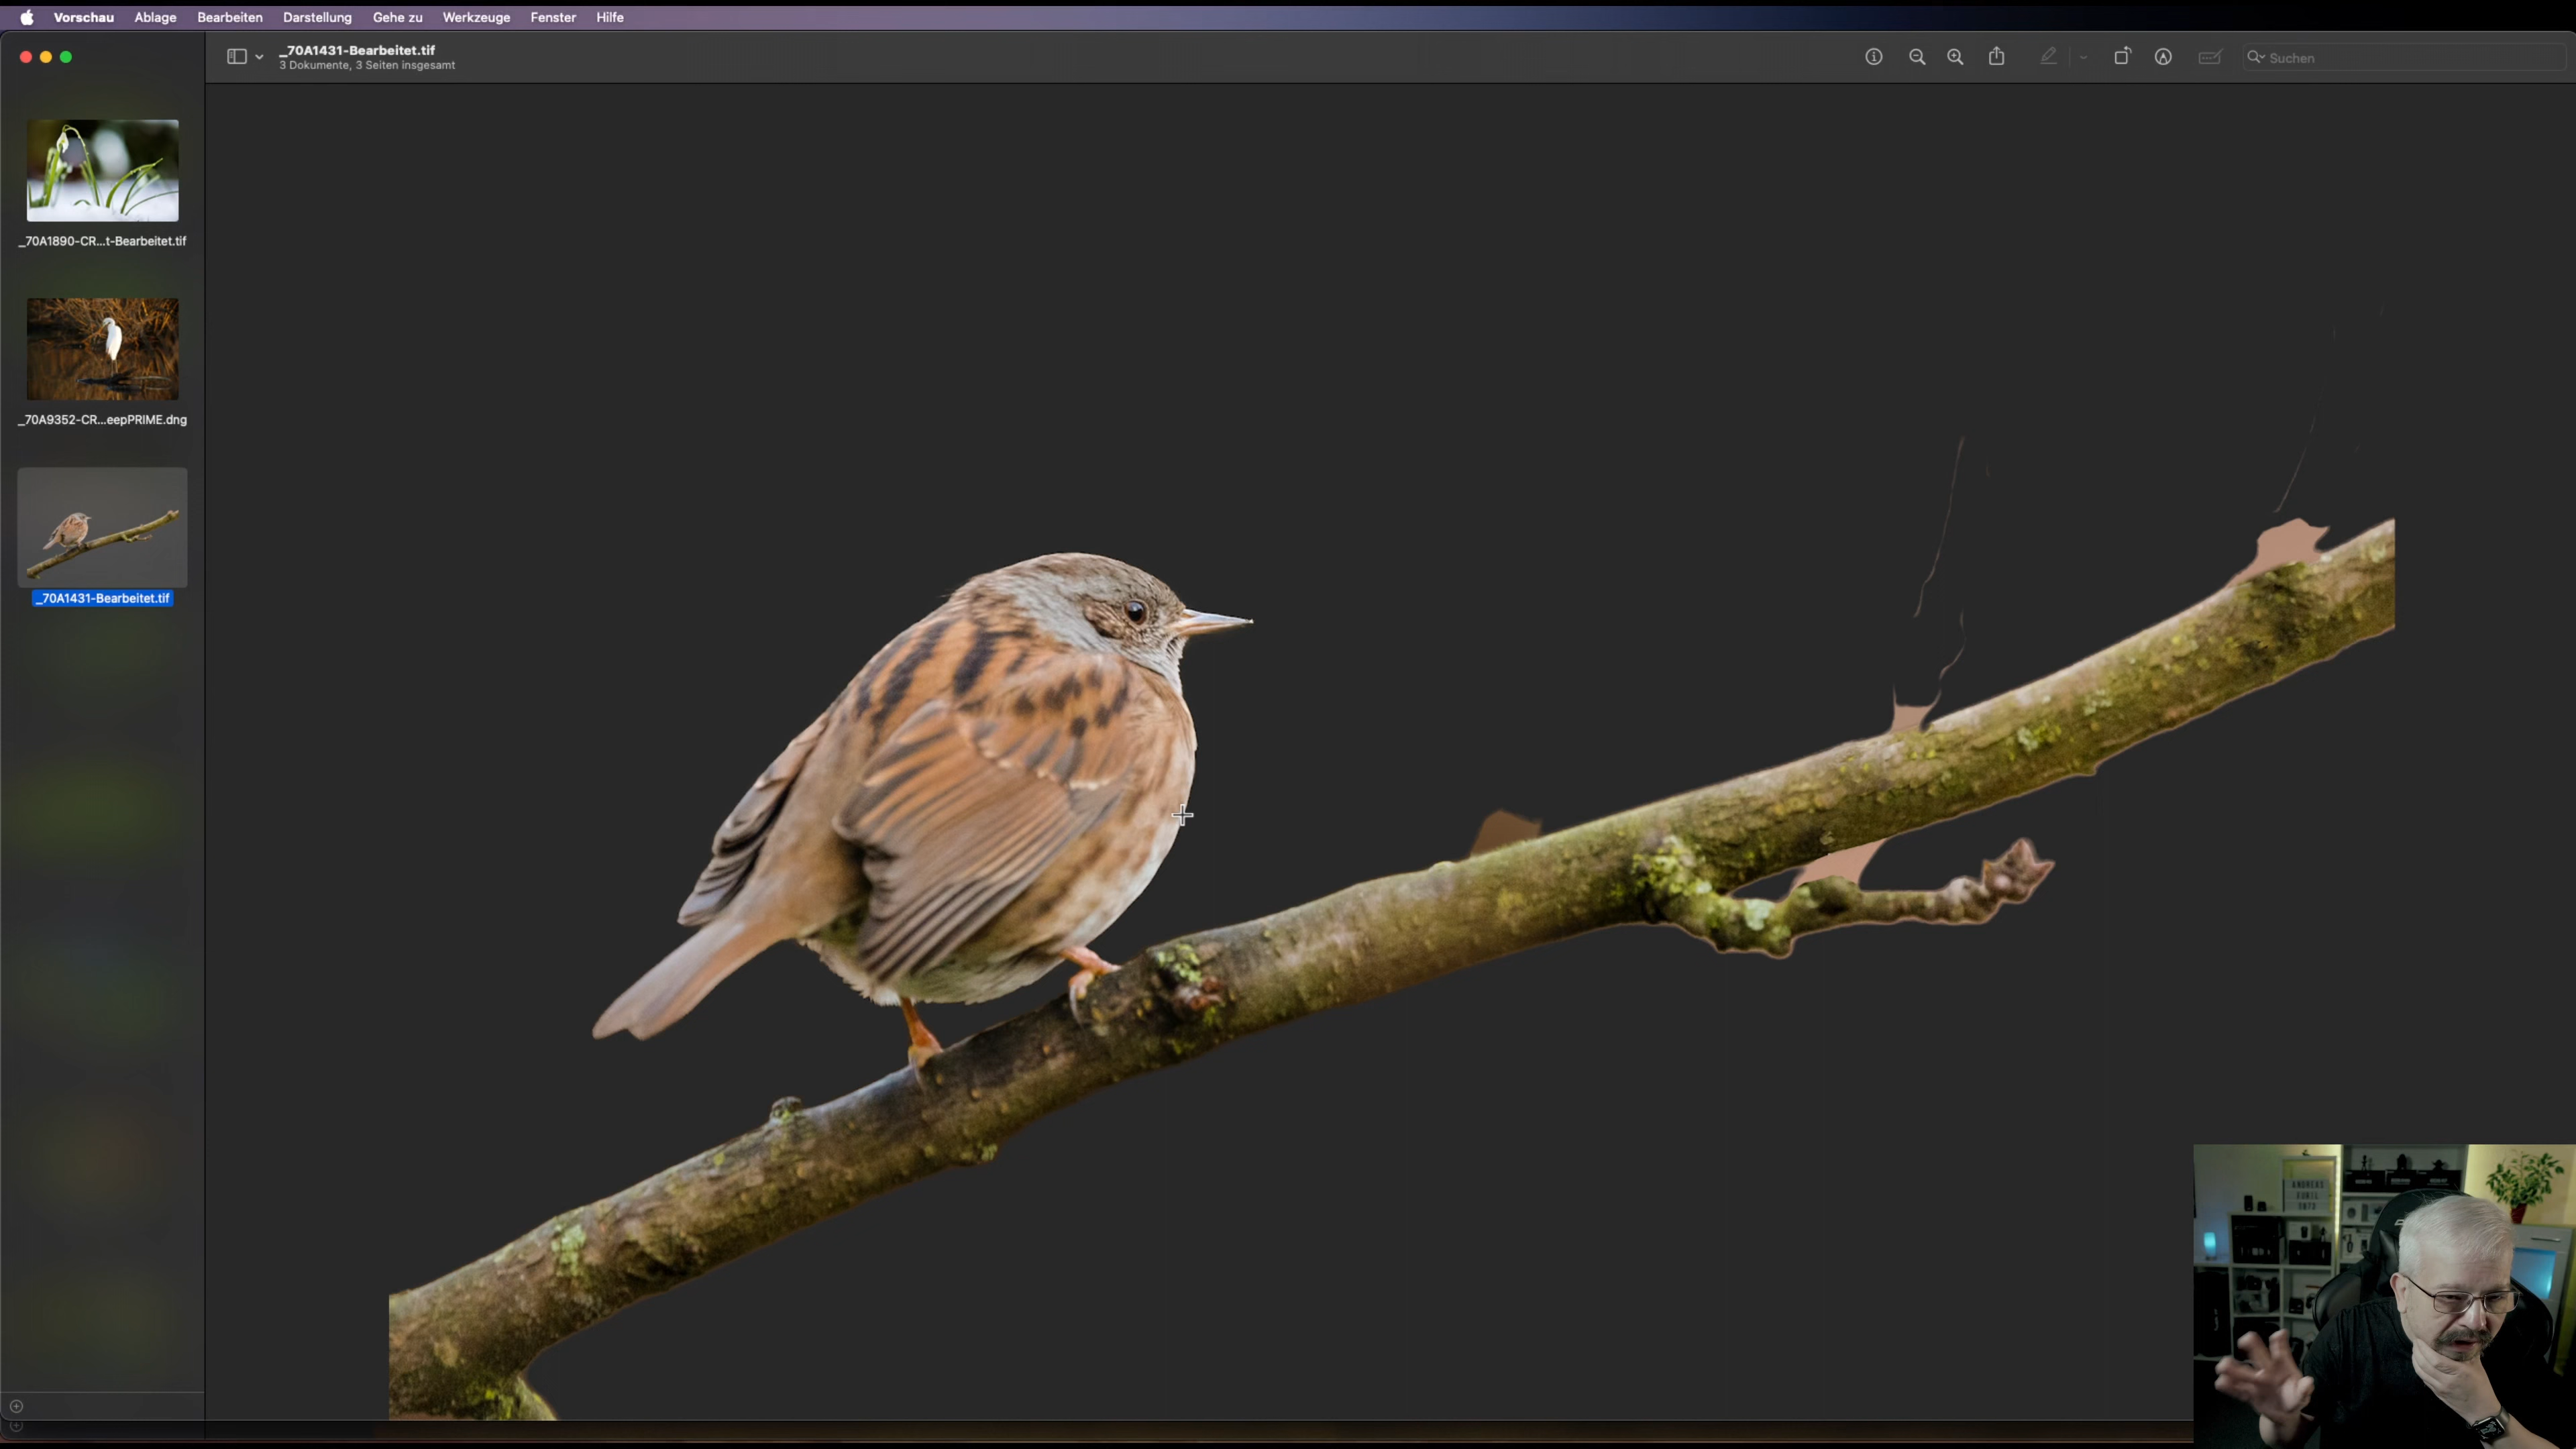 Vorschau Ablage Bearbeiten Darstellung Gehe zu Werkzeuge Fenster Hilfe
_70A1431-Bearbeitet.tif
3 Dokumente, 3 Seiten insgesamt
Suchen
_70A1890-CR...t-Bearbeitet.tif
_70A9352-CR...eepPRIME.dng
_70A1431-Bearbeitet.tif
ANDREAS